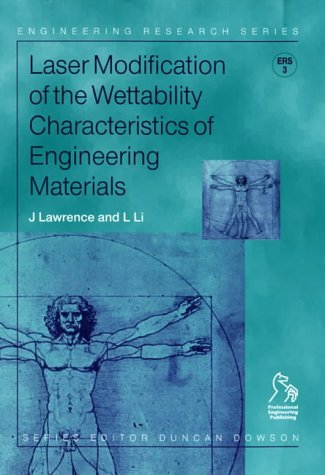 ENGINEERING RESEARCH SERIES
ERS
3
Laser Modification
of the Wettability
Characteristics of
Engineering
Materials
J Lawrence and L Li
Professional
Engineering
Publishing
SERIES EDITOR DUNCAN DOWSON